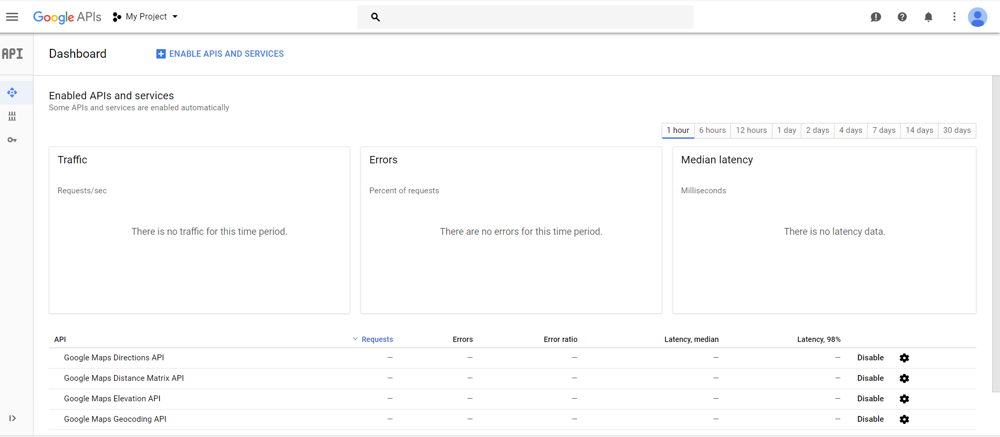 Google APIs My Project
API Dashboard ENABLE APIS AND SERVICES
Enabled APIs and services
Some APIs and services are enabled automatically
1 hour 6 hours 12 hours 1 day 2 days 4 days 7 days 14 days 30 days
Traffic
Requests/sec
There is no traffic for this time period.
Errors
Percent of requests
There are no errors for this time period.
Median latency
Milliseconds
There is no latency data.
API Requests Errors Error ratio Latency, median Latency, 98%
Google Maps Directions API — — — — — Disable
Google Maps Distance Matrix API — — — — — Disable
Google Maps Elevation API — — — — — Disable
Google Maps Geocoding API — — — — — Disable